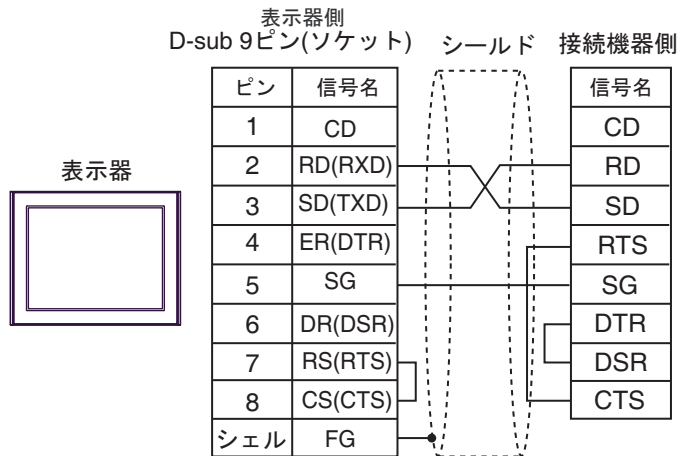 表示器側
D-sub 9ピン(ソケット)
シールド
接続機器側
ピン 信号名
信号名
1 CD
CD
2 RD(RXD)
RD
3 SD(TXD)
SD
4 ER(DTR)
RTS
5 SG
SG
6 DR(DSR)
DTR
7 RS(RTS)
DSR
8 CS(CTS)
CTS
シェル FG
表示器